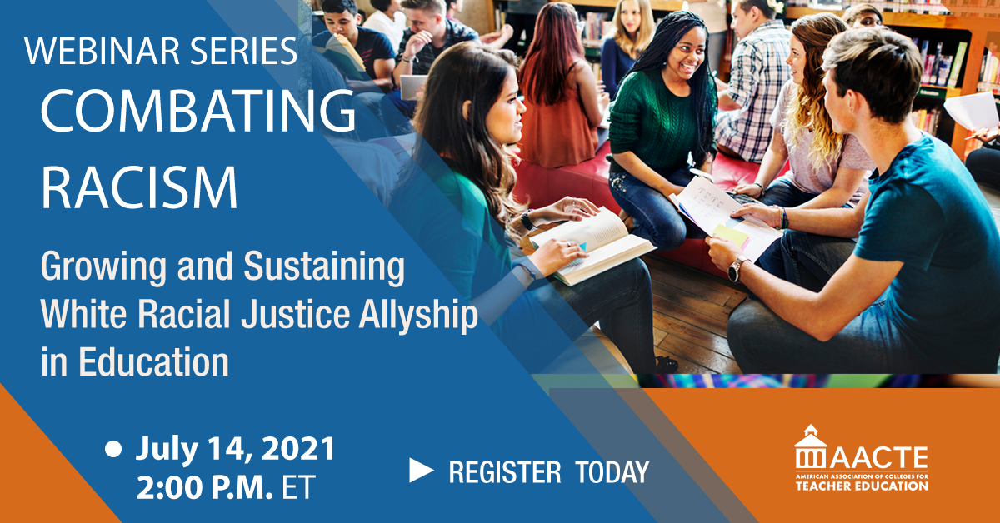 WEBINAR SERIES
COMBATING
RACISM
Growing and Sustaining
White Racial Justice Allyship
in Education
July 14, 2021
2:00 P.M. ET
REGISTER TODAY
AACTE
AMERICAN ASSOCIATION OF COLLEGES FOR
TEACHER EDUCATION